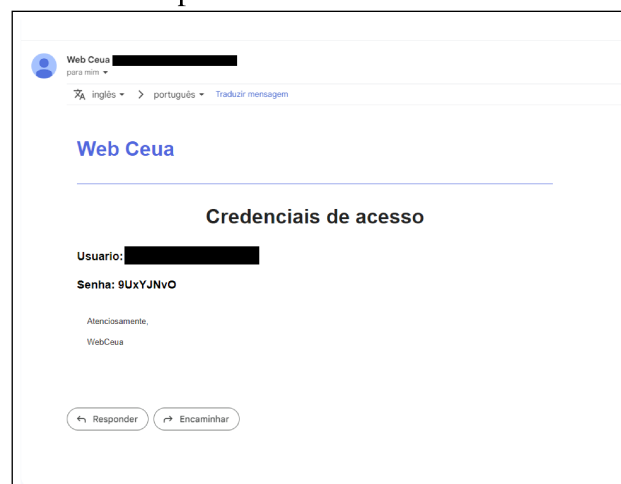 Web Ceua
para mim
inglês > português Traduzir mensagem
Web Ceua
Credenciais de acesso
Usuario:
Senha: 9UxYJNvO
Atenciosamente,
WebCeua
Responder Encaminhar